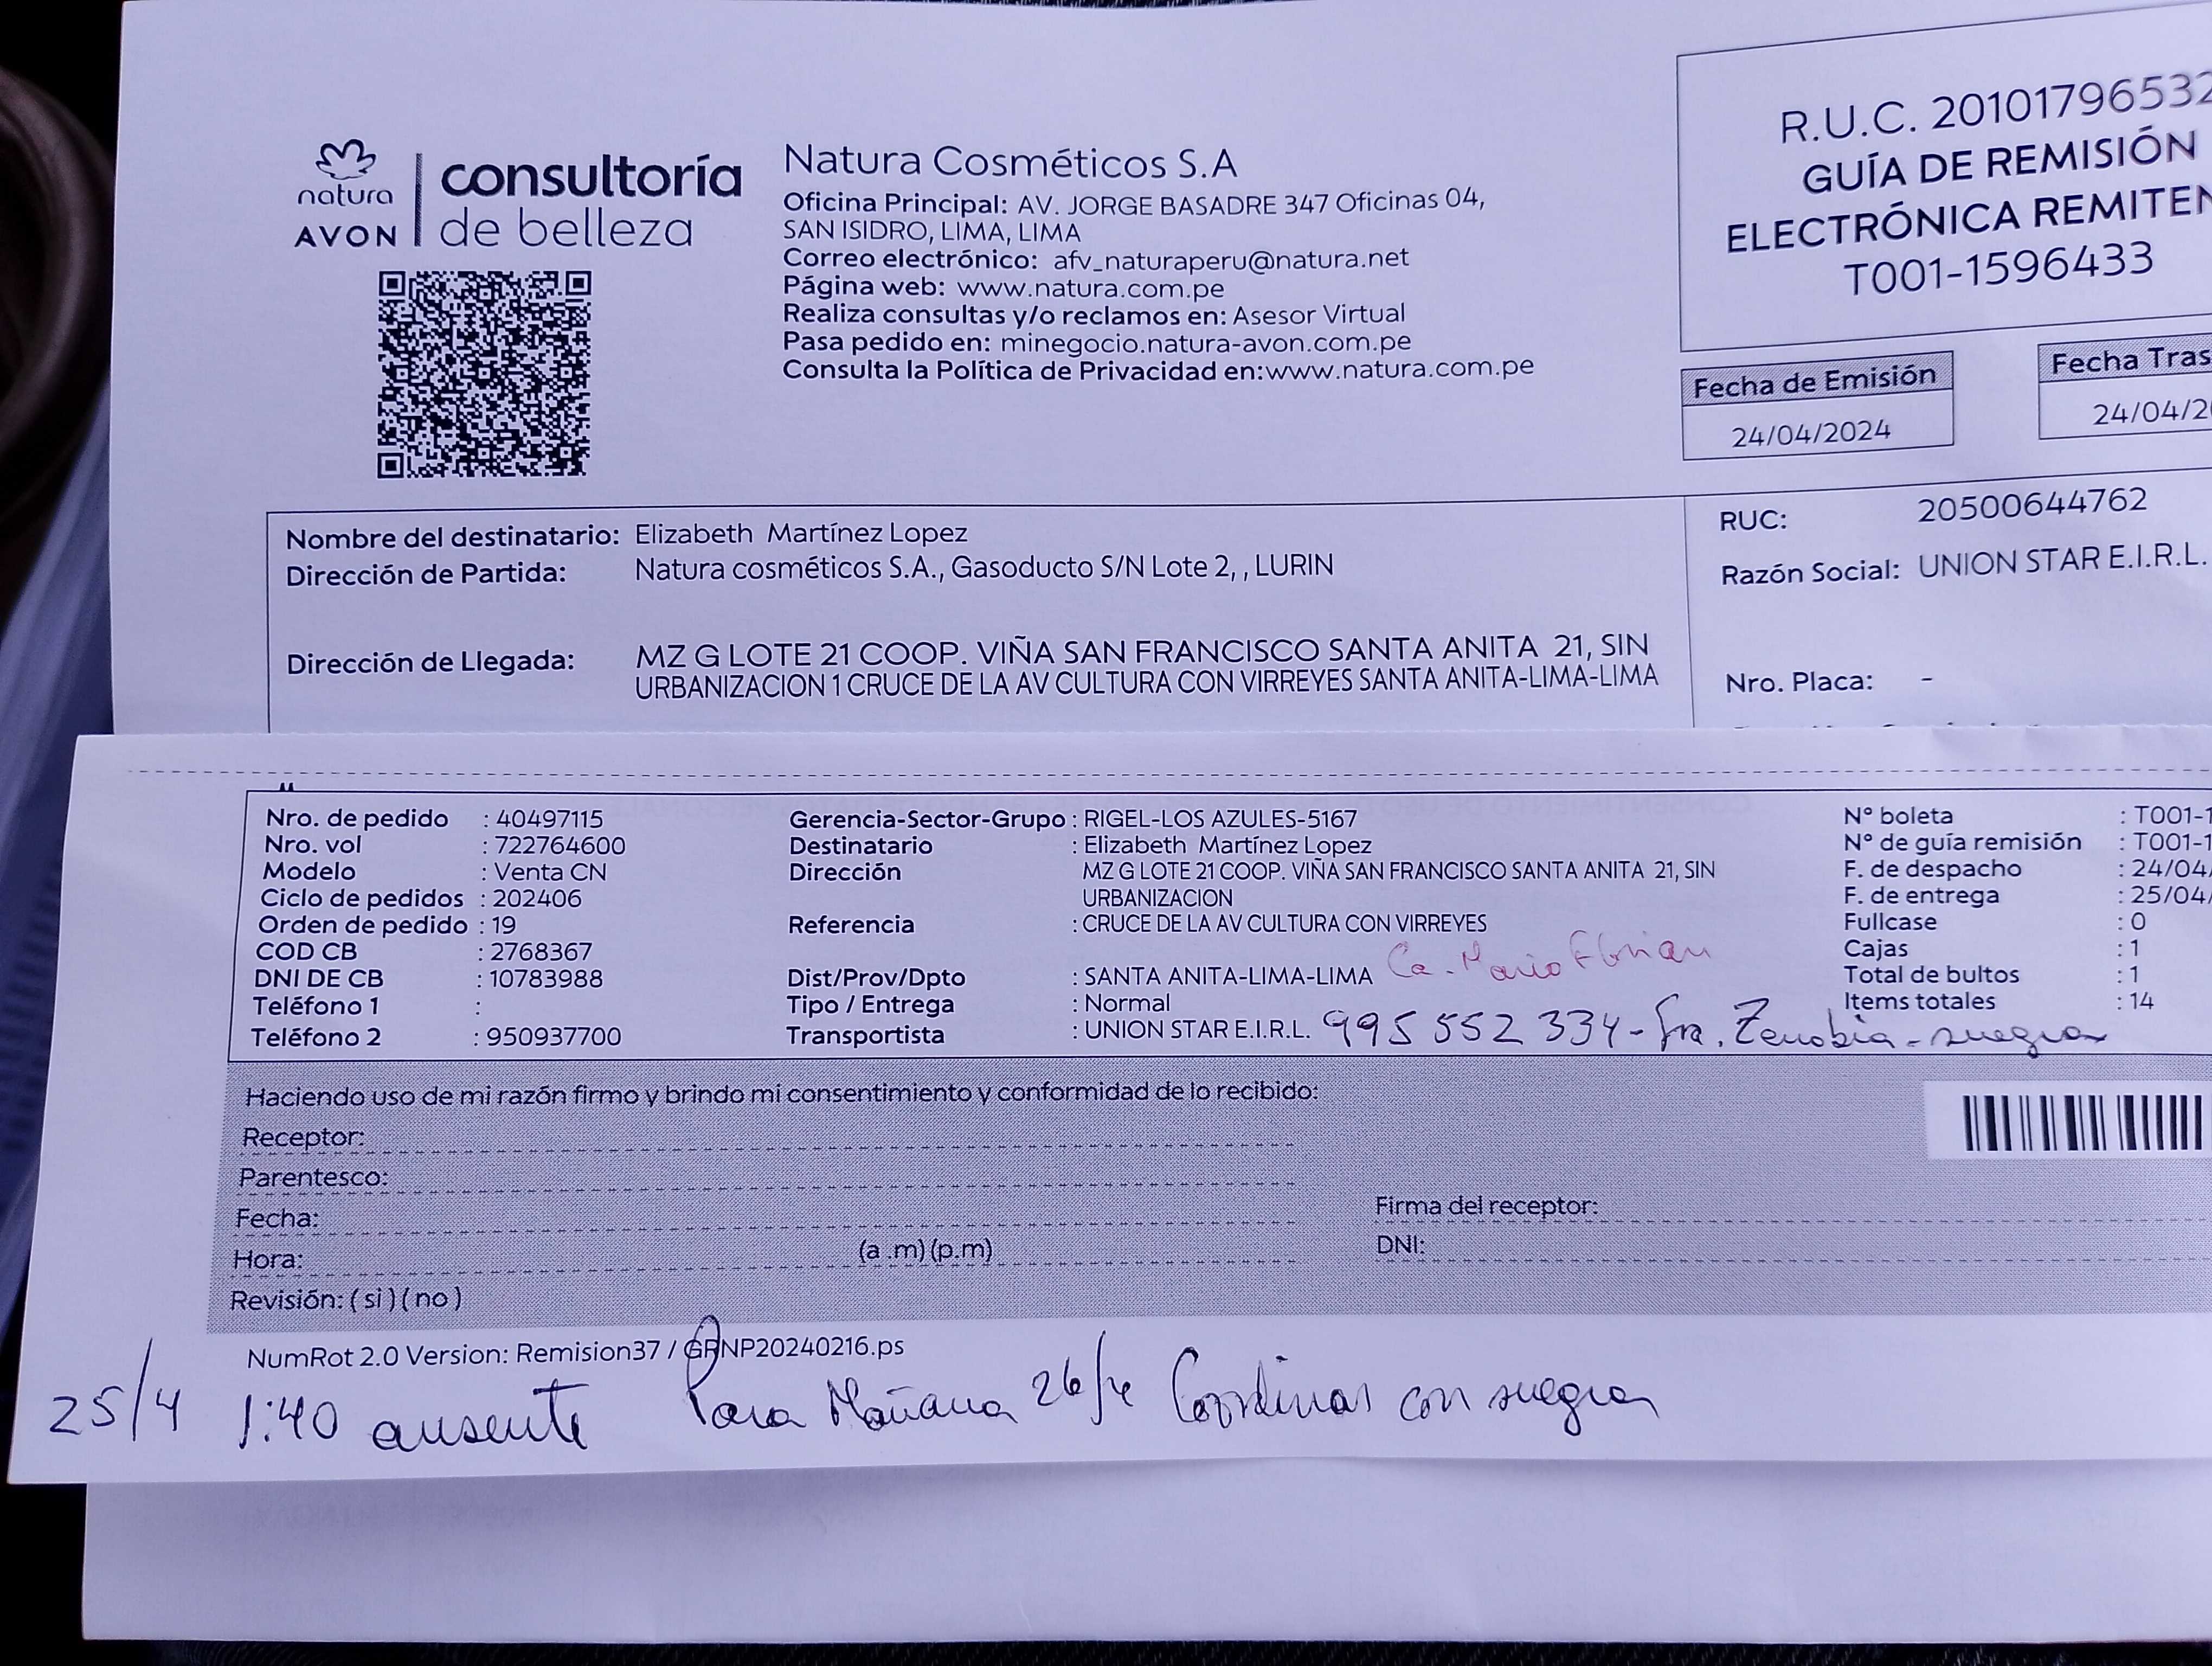 natura
AVON
consultoría
de belleza
Natura Cosméticos S.A
Oficina Principal: AV. JORGE BASADRE 347 Oficinas 04,
SAN ISIDRO, LIMA, LIMA
Correo electrónico: afv_naturaperu@natura.net
Página web: www.natura.com.pe
Realiza consultas y/o reclamos en: Asesor Virtual
Pasa pedido en: minegocio.natura-avon.com.pe
Consulta la Política de Privacidad en:www.natura.com.pe
R.U.C. 20101796532
GUÍA DE REMISIÓN
ELECTRÓNICA REMITEN
T001-1596433
Fecha de Emisión
24/04/2024
Fecha Tras
24/04/2
Nombre del destinatario: Elizabeth Martínez Lopez
Dirección de Partida: Natura cosméticos S.A., Gasoducto S/N Lote 2, , LURIN
Dirección de Llegada: MZ G LOTE 21 COOP. VIÑA SAN FRANCISCO SANTA ANITA 21, SIN
URBANIZACION 1 CRUCE DE LA AV CULTURA CON VIRREYES SANTA ANITA-LIMA-LIMA
RUC: 20500644762
Razón Social: UNION STAR E.I.R.L.
Nro. Placa: -
Nro. de pedido : 40497115
Nro. vol : 722764600
Modelo : Venta CN
Ciclo de pedidos : 202406
Orden de pedido : 19
COD CB : 2768367
DNI DE CB : 10783988
Teléfono 1 :
Teléfono 2 : 950937700
Gerencia-Sector-Grupo : RIGEL-LOS AZULES-5167
Destinatario : Elizabeth Martínez Lopez
Dirección MZ G LOTE 21 COOP. VIÑA SAN FRANCISCO SANTA ANITA 21, SIN
URBANIZACION
Referencia : CRUCE DE LA AV CULTURA CON VIRREYES
Dist/Prov/Dpto : SANTA ANITA-LIMA-LIMA Ca. Mario Florian
Tipo / Entrega : Normal
Transportista : UNION STAR E.I.R.L. 995 552 334 - Sra. Zenobia - suegra
Nº boleta : T001-1
Nº de guía remisión : T001-1
F. de despacho : 24/04/
F. de entrega : 25/04/
Fullcase : 0
Cajas : 1
Total de bultos : 1
Items totales : 14
Haciendo uso de mi razón firmo y brindo mi consentimiento y conformidad de lo recibido:
Receptor:
Parentesco:
Fecha:
Hora: (a .m) (p.m)
Revisión: ( si ) ( no )
Firma del receptor:
DNI:
NumRot 2.0 Version: Remision37 / GRNP20240216.ps
25/4 1:40 ausente Para Mañana 26/4 Coordinar con suegra